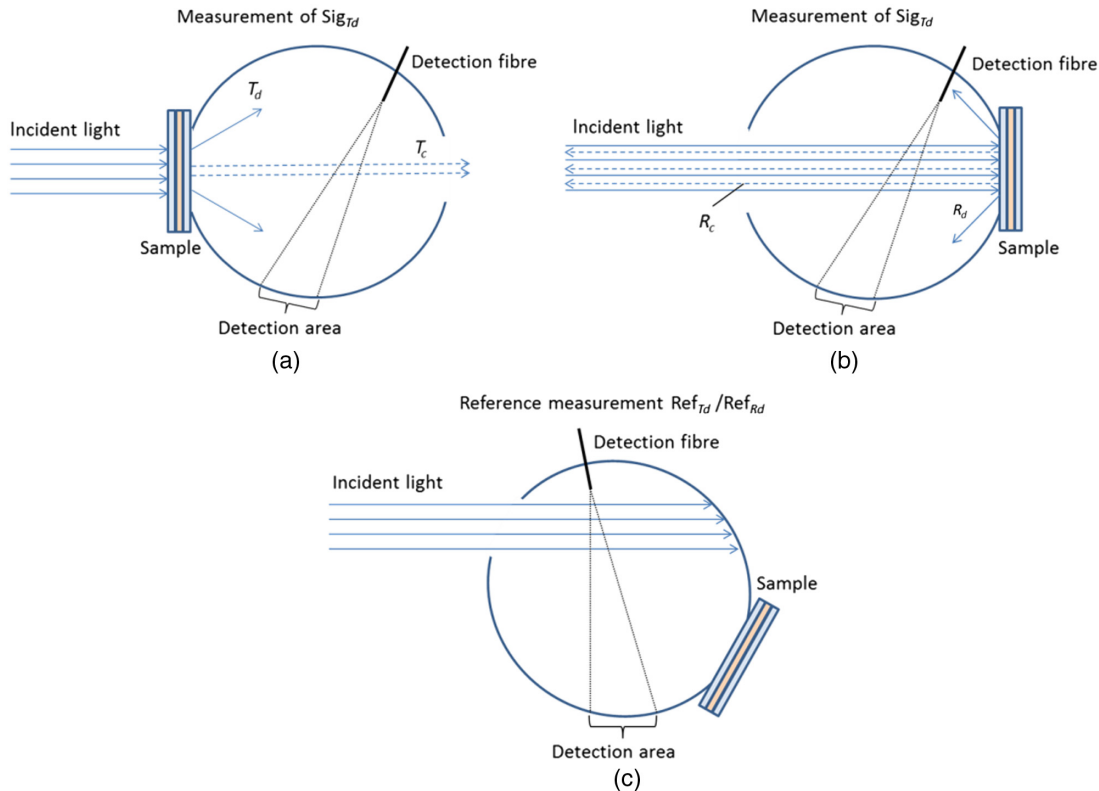 Measurement of Sig_Td
Measurement of Sig_Td
Detection fibre
Detection fibre
T_d
Incident light
Incident light
T_c
R_c
R_d
Sample
Sample
Detection area
Detection area
(a)
(b)
Reference measurement Ref_Td /Ref_Rd
Detection fibre
Incident light
Sample
Detection area
(c)